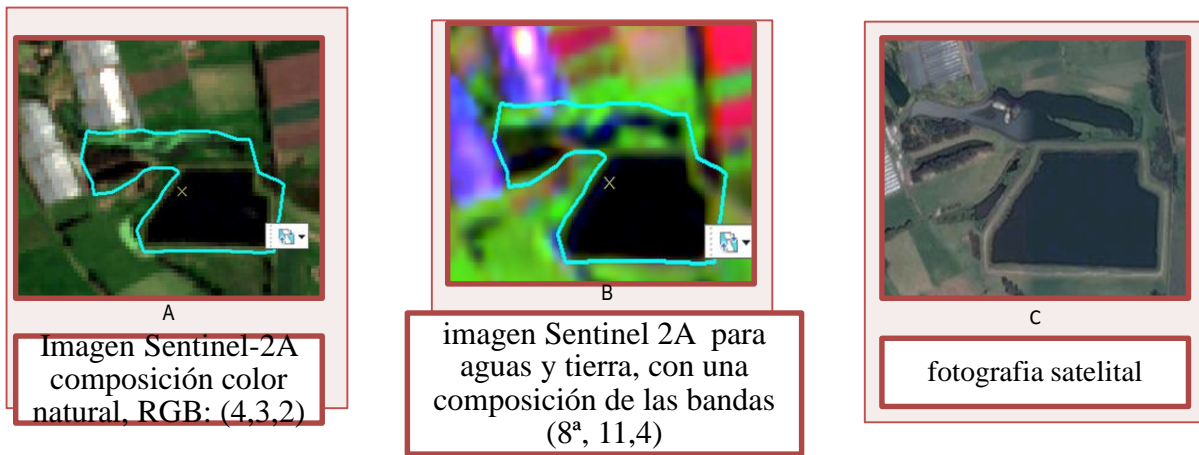 A
Imagen Sentinel-2A
composición color
natural, RGB: (4,3,2)
B
imagen Sentinel 2A para
aguas y tierra, con una
composición de las bandas
(8ª, 11,4)
C
fotografia satelital